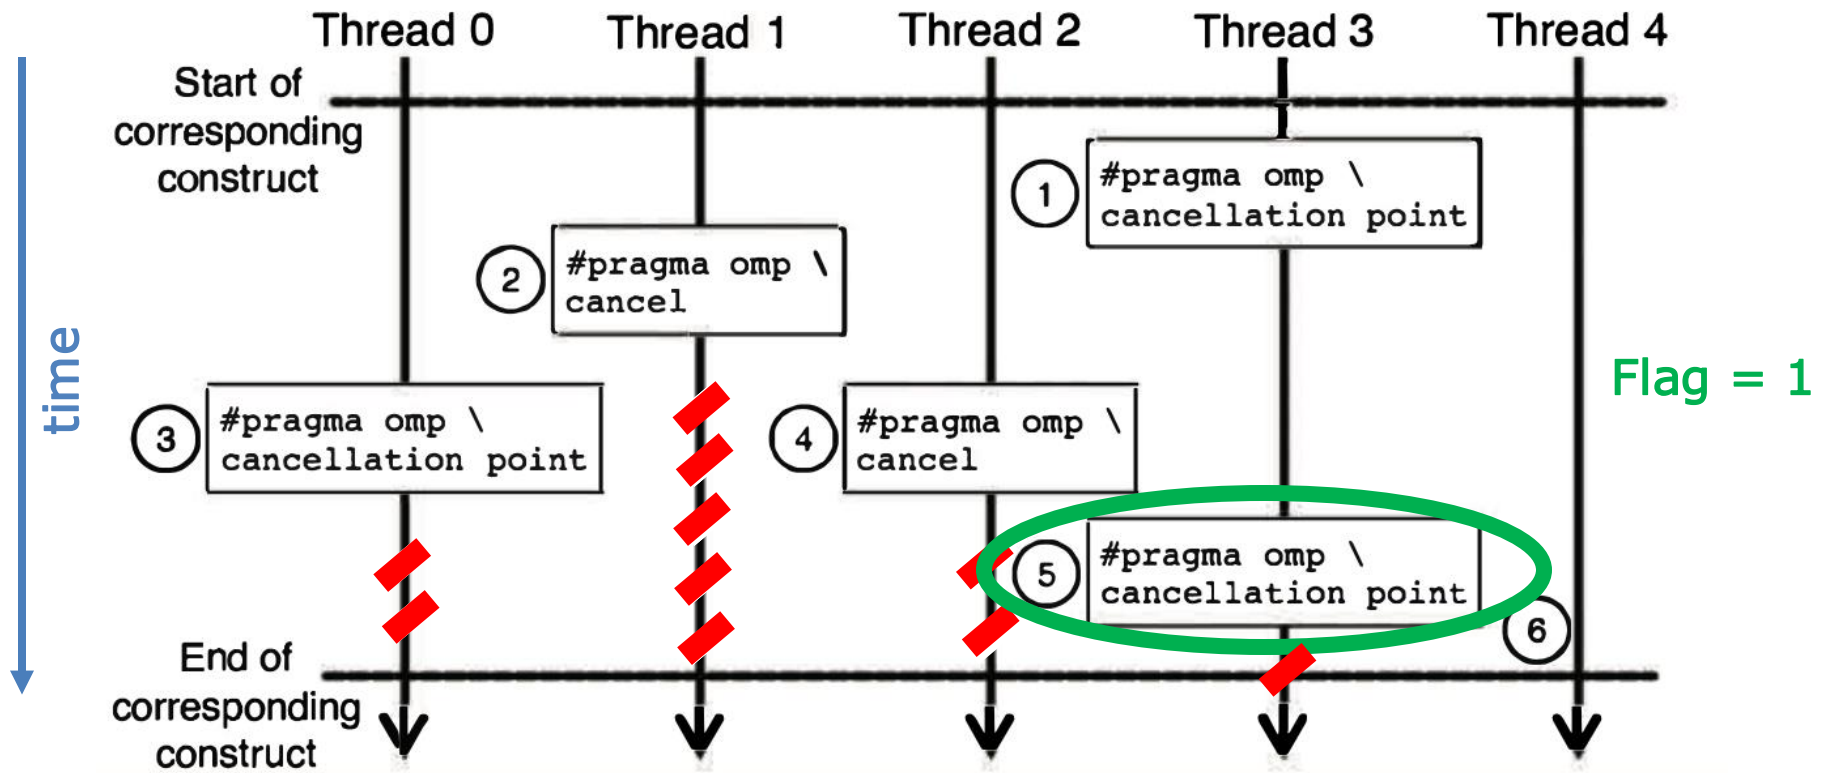 Thread 0
Thread 1
Thread 2
Thread 3
Thread 4
Start of
corresponding
construct
1
#pragma omp \
cancellation point
2
#pragma omp \
cancel
time
Flag = 1
3
#pragma omp \
cancellation point
4
#pragma omp \
cancel
5
#pragma omp \
cancellation point
6
End of
corresponding
construct